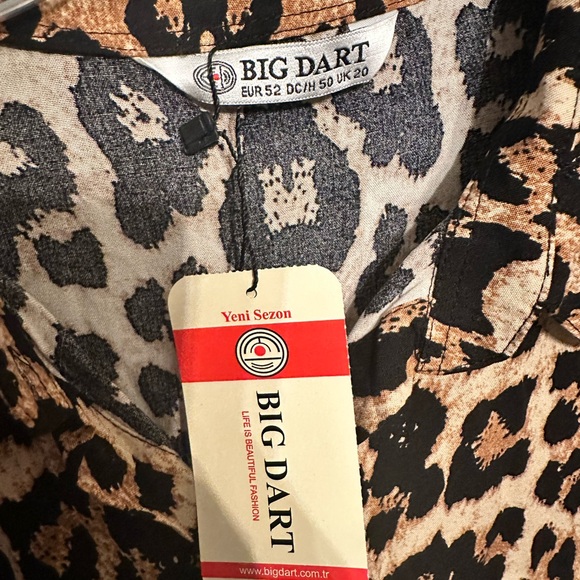 BIG DART
EUR 52 DC/H 50 UK 20
Yeni Sezon
BIG DART
LIFE IS BEAUTIFUL FASHION
www.bigdart.com.tr